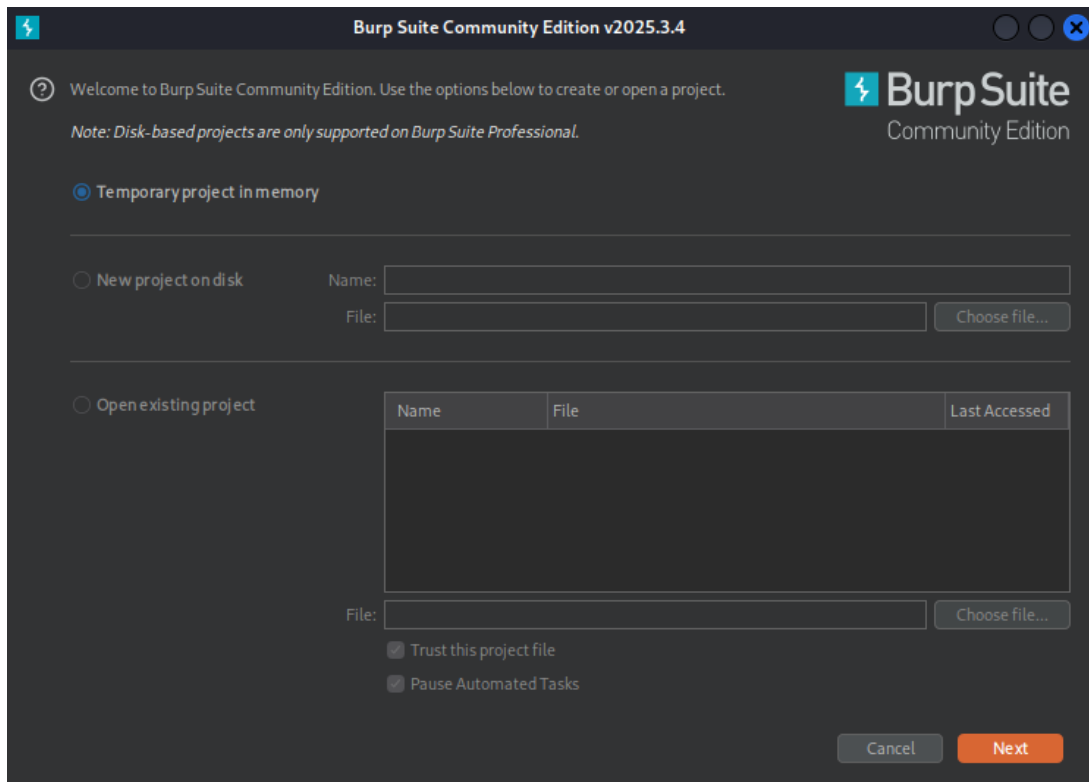 Burp Suite Community Edition v2025.3.4
Welcome to Burp Suite Community Edition. Use the options below to create or open a project.
Burp Suite
Community Edition
Note: Disk-based projects are only supported on Burp Suite Professional.
Temporary project in memory
New project on disk
Name:
File:
Choose file...
Open existing project
Name File Last Accessed
File:
Choose file...
Trust this project file
Pause Automated Tasks
Cancel
Next